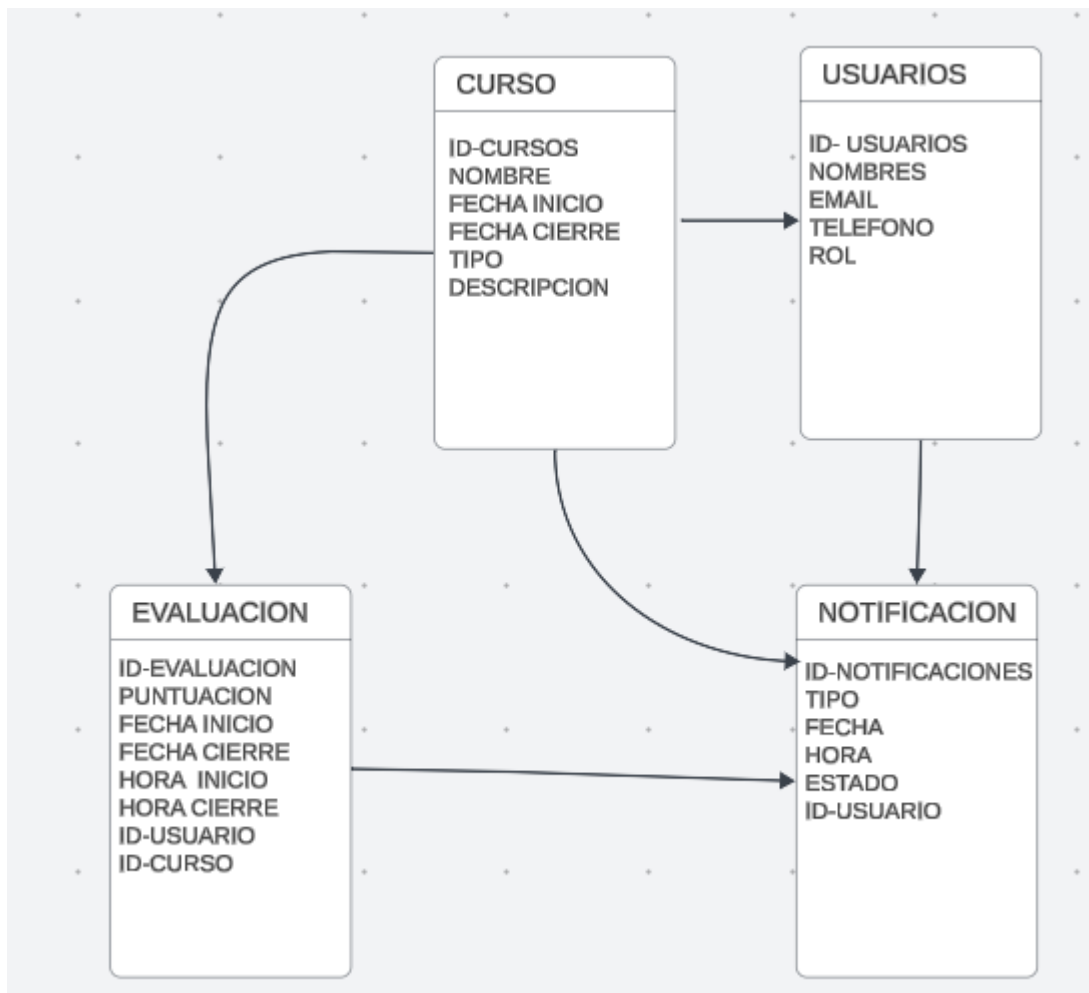 CURSO
ID-CURSOS
NOMBRE
FECHA INICIO
FECHA CIERRE
TIPO
DESCRIPCION
USUARIOS
ID- USUARIOS
NOMBRES
EMAIL
TELEFONO
ROL
EVALUACION
ID-EVALUACION
PUNTUACION
FECHA INICIO
FECHA CIERRE
HORA  INICIO
HORA CIERRE
ID-USUARIO
ID-CURSO
NOTIFICACION
ID-NOTIFICACIONES
TIPO
FECHA
HORA
ESTADO
ID-USUARIO